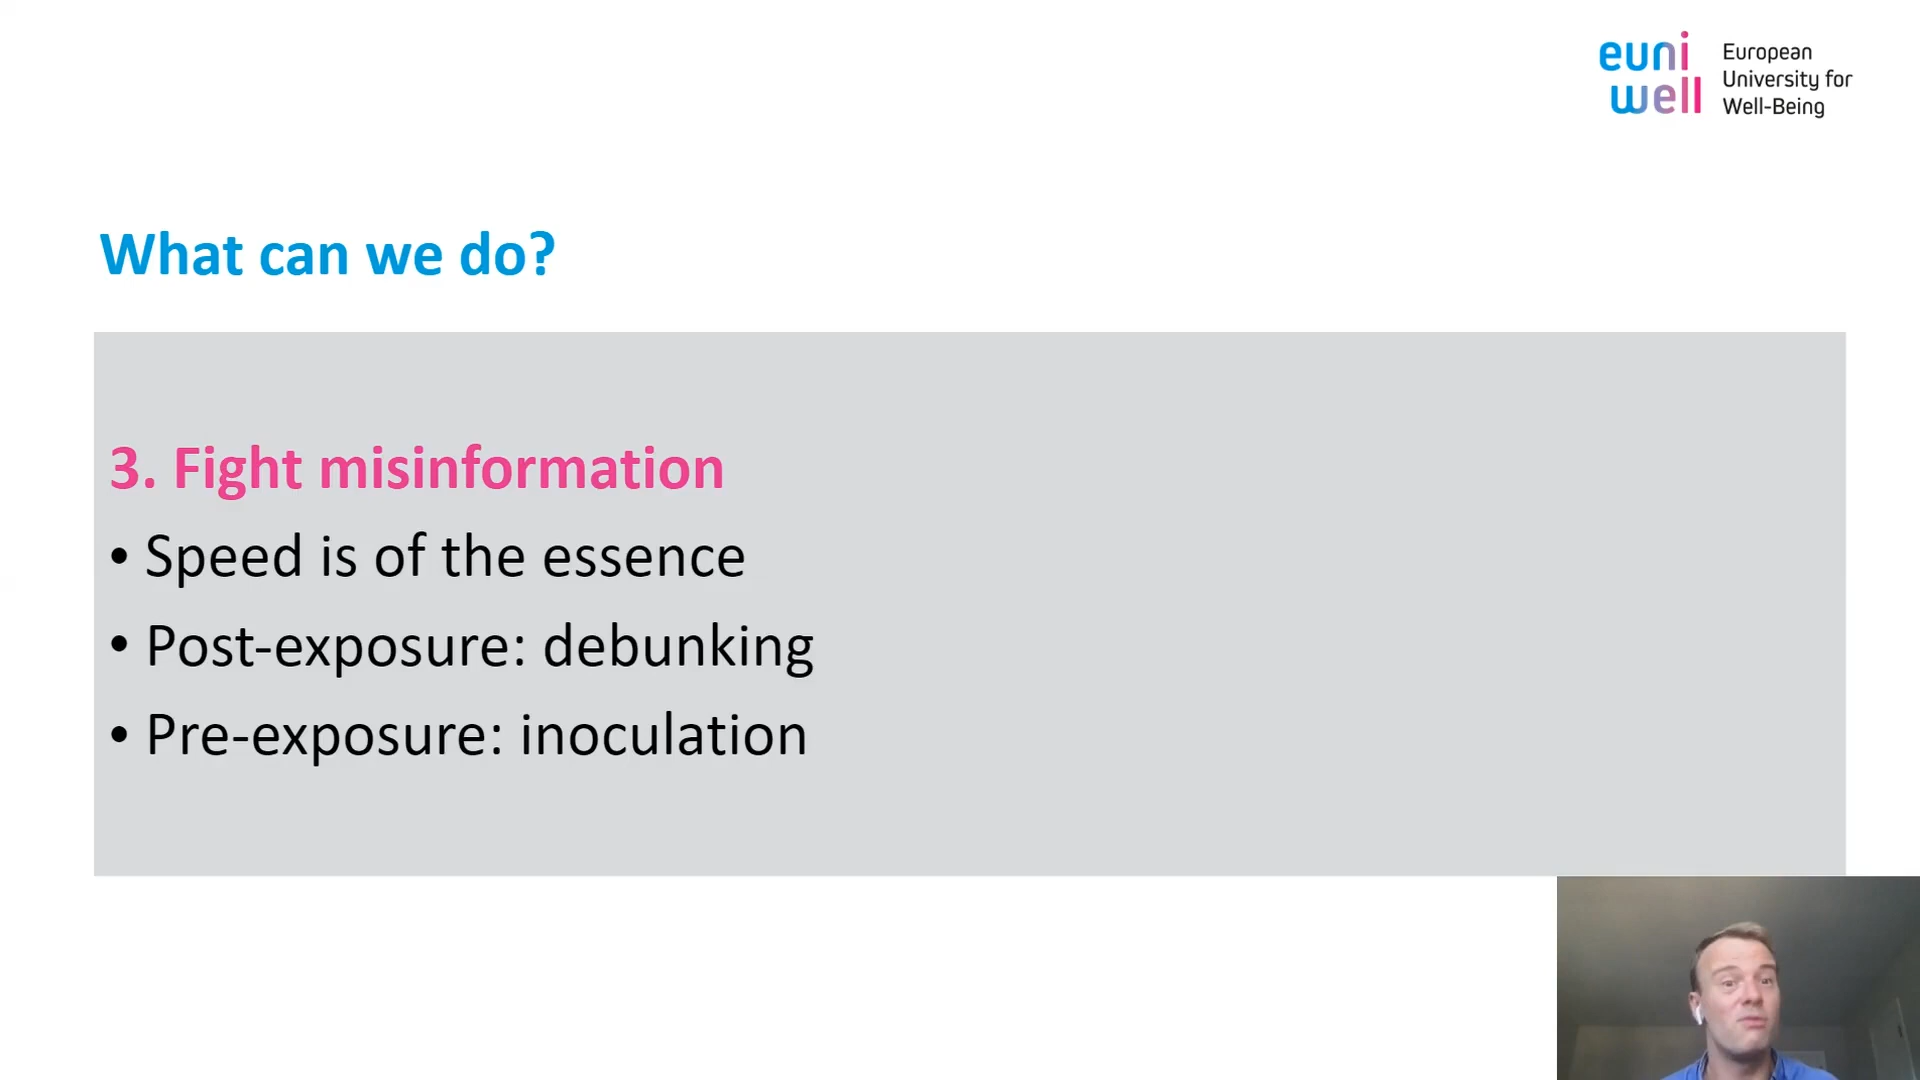 euni
well
European
University for
Well-Being
What can we do?
3. Fight misinformation
• Speed is of the essence
• Post-exposure: debunking
• Pre-exposure: inoculation